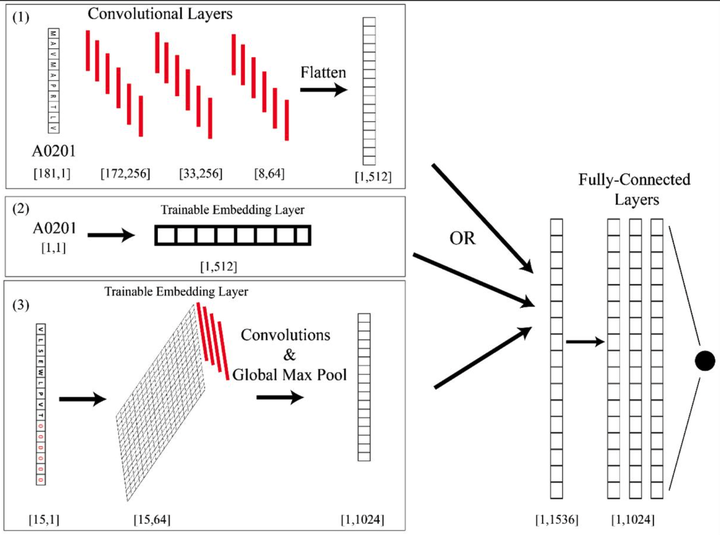 (1)
Convolutional Layers
M
A
V
M
A
P
R
T
L
V
Flatten
A0201
[181,1]
[172,256]
[33,256]
[8,64]
[1,512]
(2)
A0201
[1,1]
Trainable Embedding Layer
[1,512]
(3)
Trainable Embedding Layer
V
L
S
E
W
L
P
V
T
0
0
0
0
0
Convolutions
&
Global Max Pool
[15,1]
[15,64]
[1,1024]
OR
Fully-Connected
Layers
[1,1536]
[1,1024]